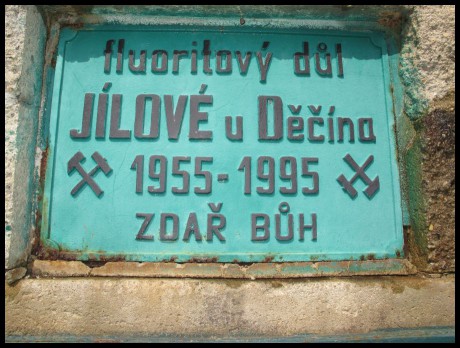 fluoritový důl
JÍLOVÉ u Děčína
1955-1995
ZDAŘ BŮH